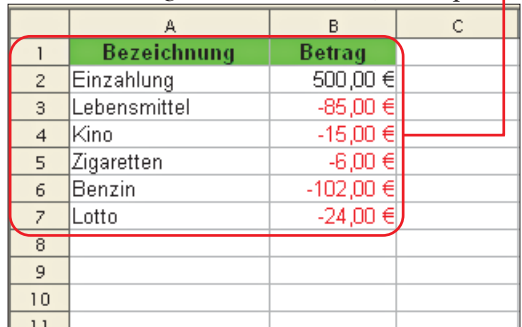 A B C
1 Bezeichnung Betrag
2 Einzahlung 500,00 €
3 Lebensmittel -85,00 €
4 Kino -15,00 €
5 Zigaretten -6,00 €
6 Benzin -102,00 €
7 Lotto -24,00 €
8
9
10
11